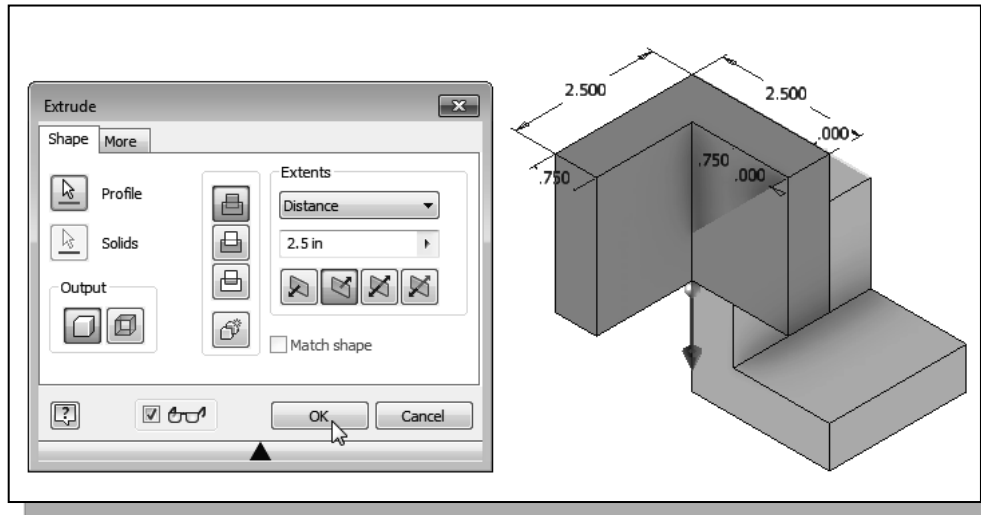 Extrude
Shape More
Profile
Solids
Output
Extents
Distance
2.5 in
Match shape
?
OK
Cancel
2.500
2.500
.000
.750
.750
.000